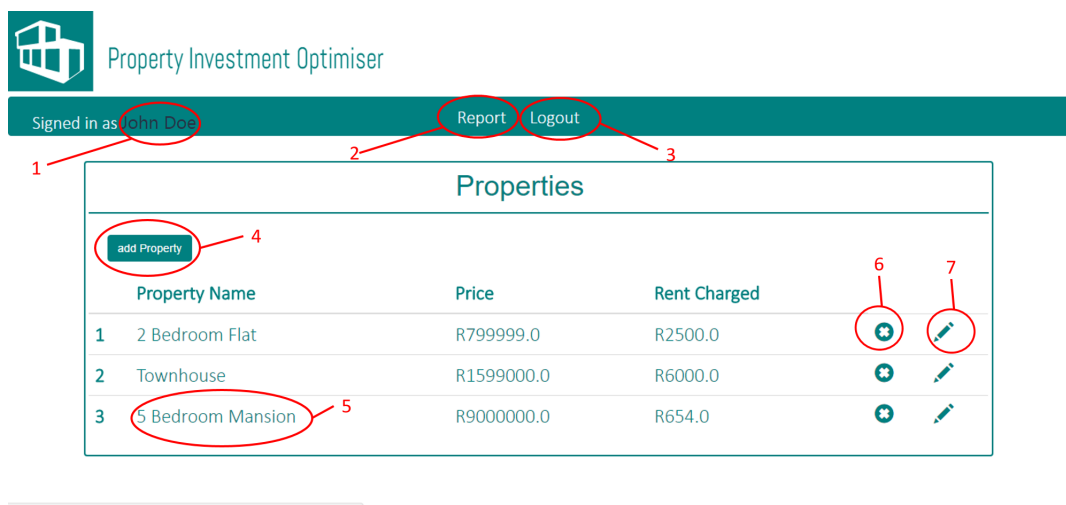 Property Investment Optimiser
Signed in as John Doe Report Logout
1 2 3
Properties
add Property 4
6 7
Property Name Price Rent Charged
1 2 Bedroom Flat R799999.0 R2500.0
2 Townhouse R1599000.0 R6000.0
3 5 Bedroom Mansion 5 R9000000.0 R654.0